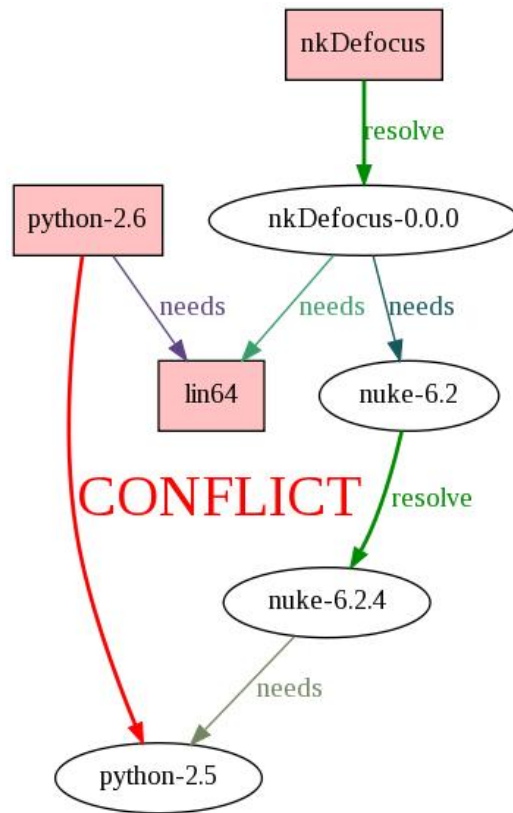 nkDefocus
resolve
python-2.6
nkDefocus-0.0.0
needs
needs
needs
lin64
nuke-6.2
CONFLICT
resolve
nuke-6.2.4
needs
python-2.5